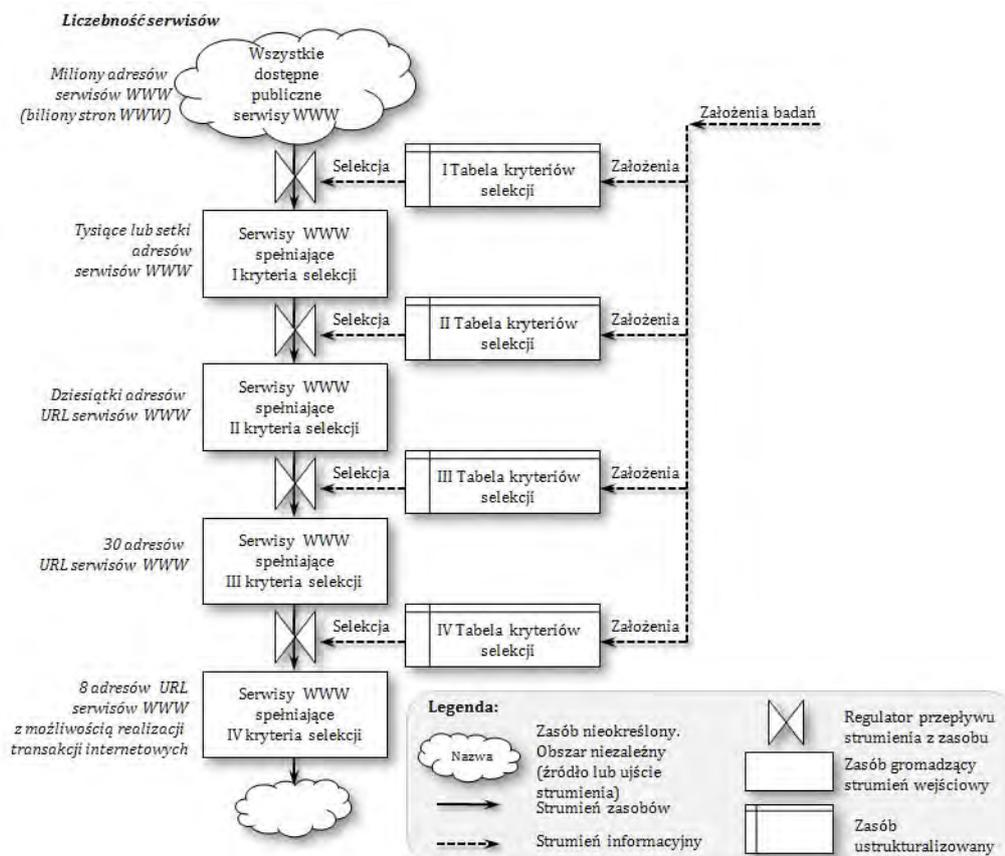 Liczebność serwisów
Wszystkie
dostępne
publiczne
serwisy WWW
Miliony adresów
serwisów WWW
(biliony stron WWW)
Założenia badań
Selekcja
I Tabela kryteriów
selekcji
Założenia
Tysiące lub setki
adresów
serwisów WWW
Serwisy WWW
spełniające
I kryteria selekcji
Selekcja
II Tabela kryteriów
selekcji
Założenia
Dziesiątki adresów
URL serwisów WWW
Serwisy WWW
spełniające
II kryteria selekcji
Selekcja
III Tabela kryteriów
selekcji
Założenia
30 adresów
URL serwisów WWW
Serwisy WWW
spełniające
III kryteria selekcji
Selekcja
IV Tabela kryteriów
selekcji
Założenia
8 adresów URL
serwisów WWW
z możliwością realizacji
transakcji internetowych
Serwisy WWW
spełniające
IV kryteria selekcji
Legenda:
Nazwa
Zasób nieokreślony.
Obszar niezależny
(źródło lub ujście
strumienia)
Strumień zasobów
Strumień informacyjny
Regulator przepływu
strumienia z zasobu
Zasób gromadzący
strumień wejściowy
Zasób
ustrukturalizowany